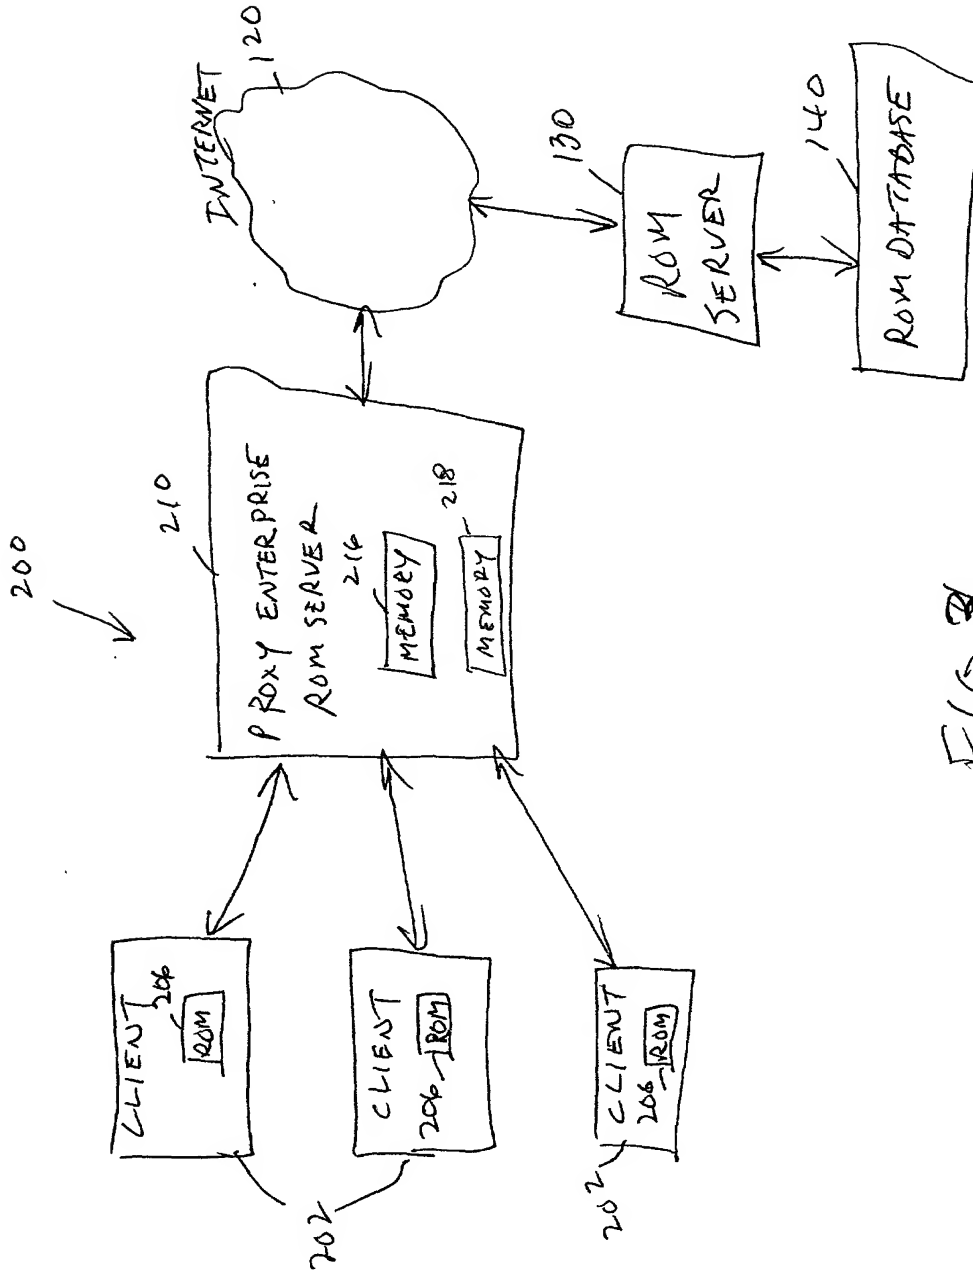 200
CLIENT
206
ROM
CLIENT
206
ROM
202
CLIENT
206
ROM
202
210
PROXY ENTERPRISE
ROM SERVER
216
MEMORY
218
MEMORY
INTERNET
120
130
ROM
SERVER
140
ROM DATABASE
FIG